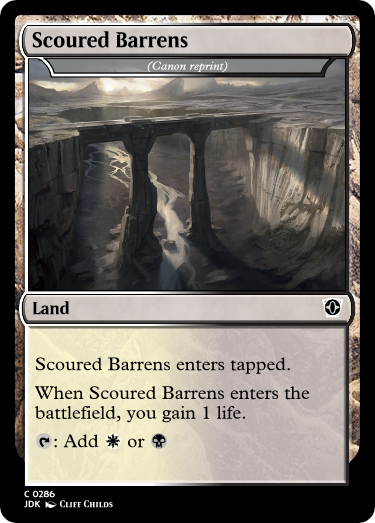 Scoured Barrens
(Canon reprint)
Land
Scoured Barrens enters tapped.
When Scoured Barrens enters the
battlefield, you gain 1 life.
: Add or
C 0286
JDK Cliff Childs